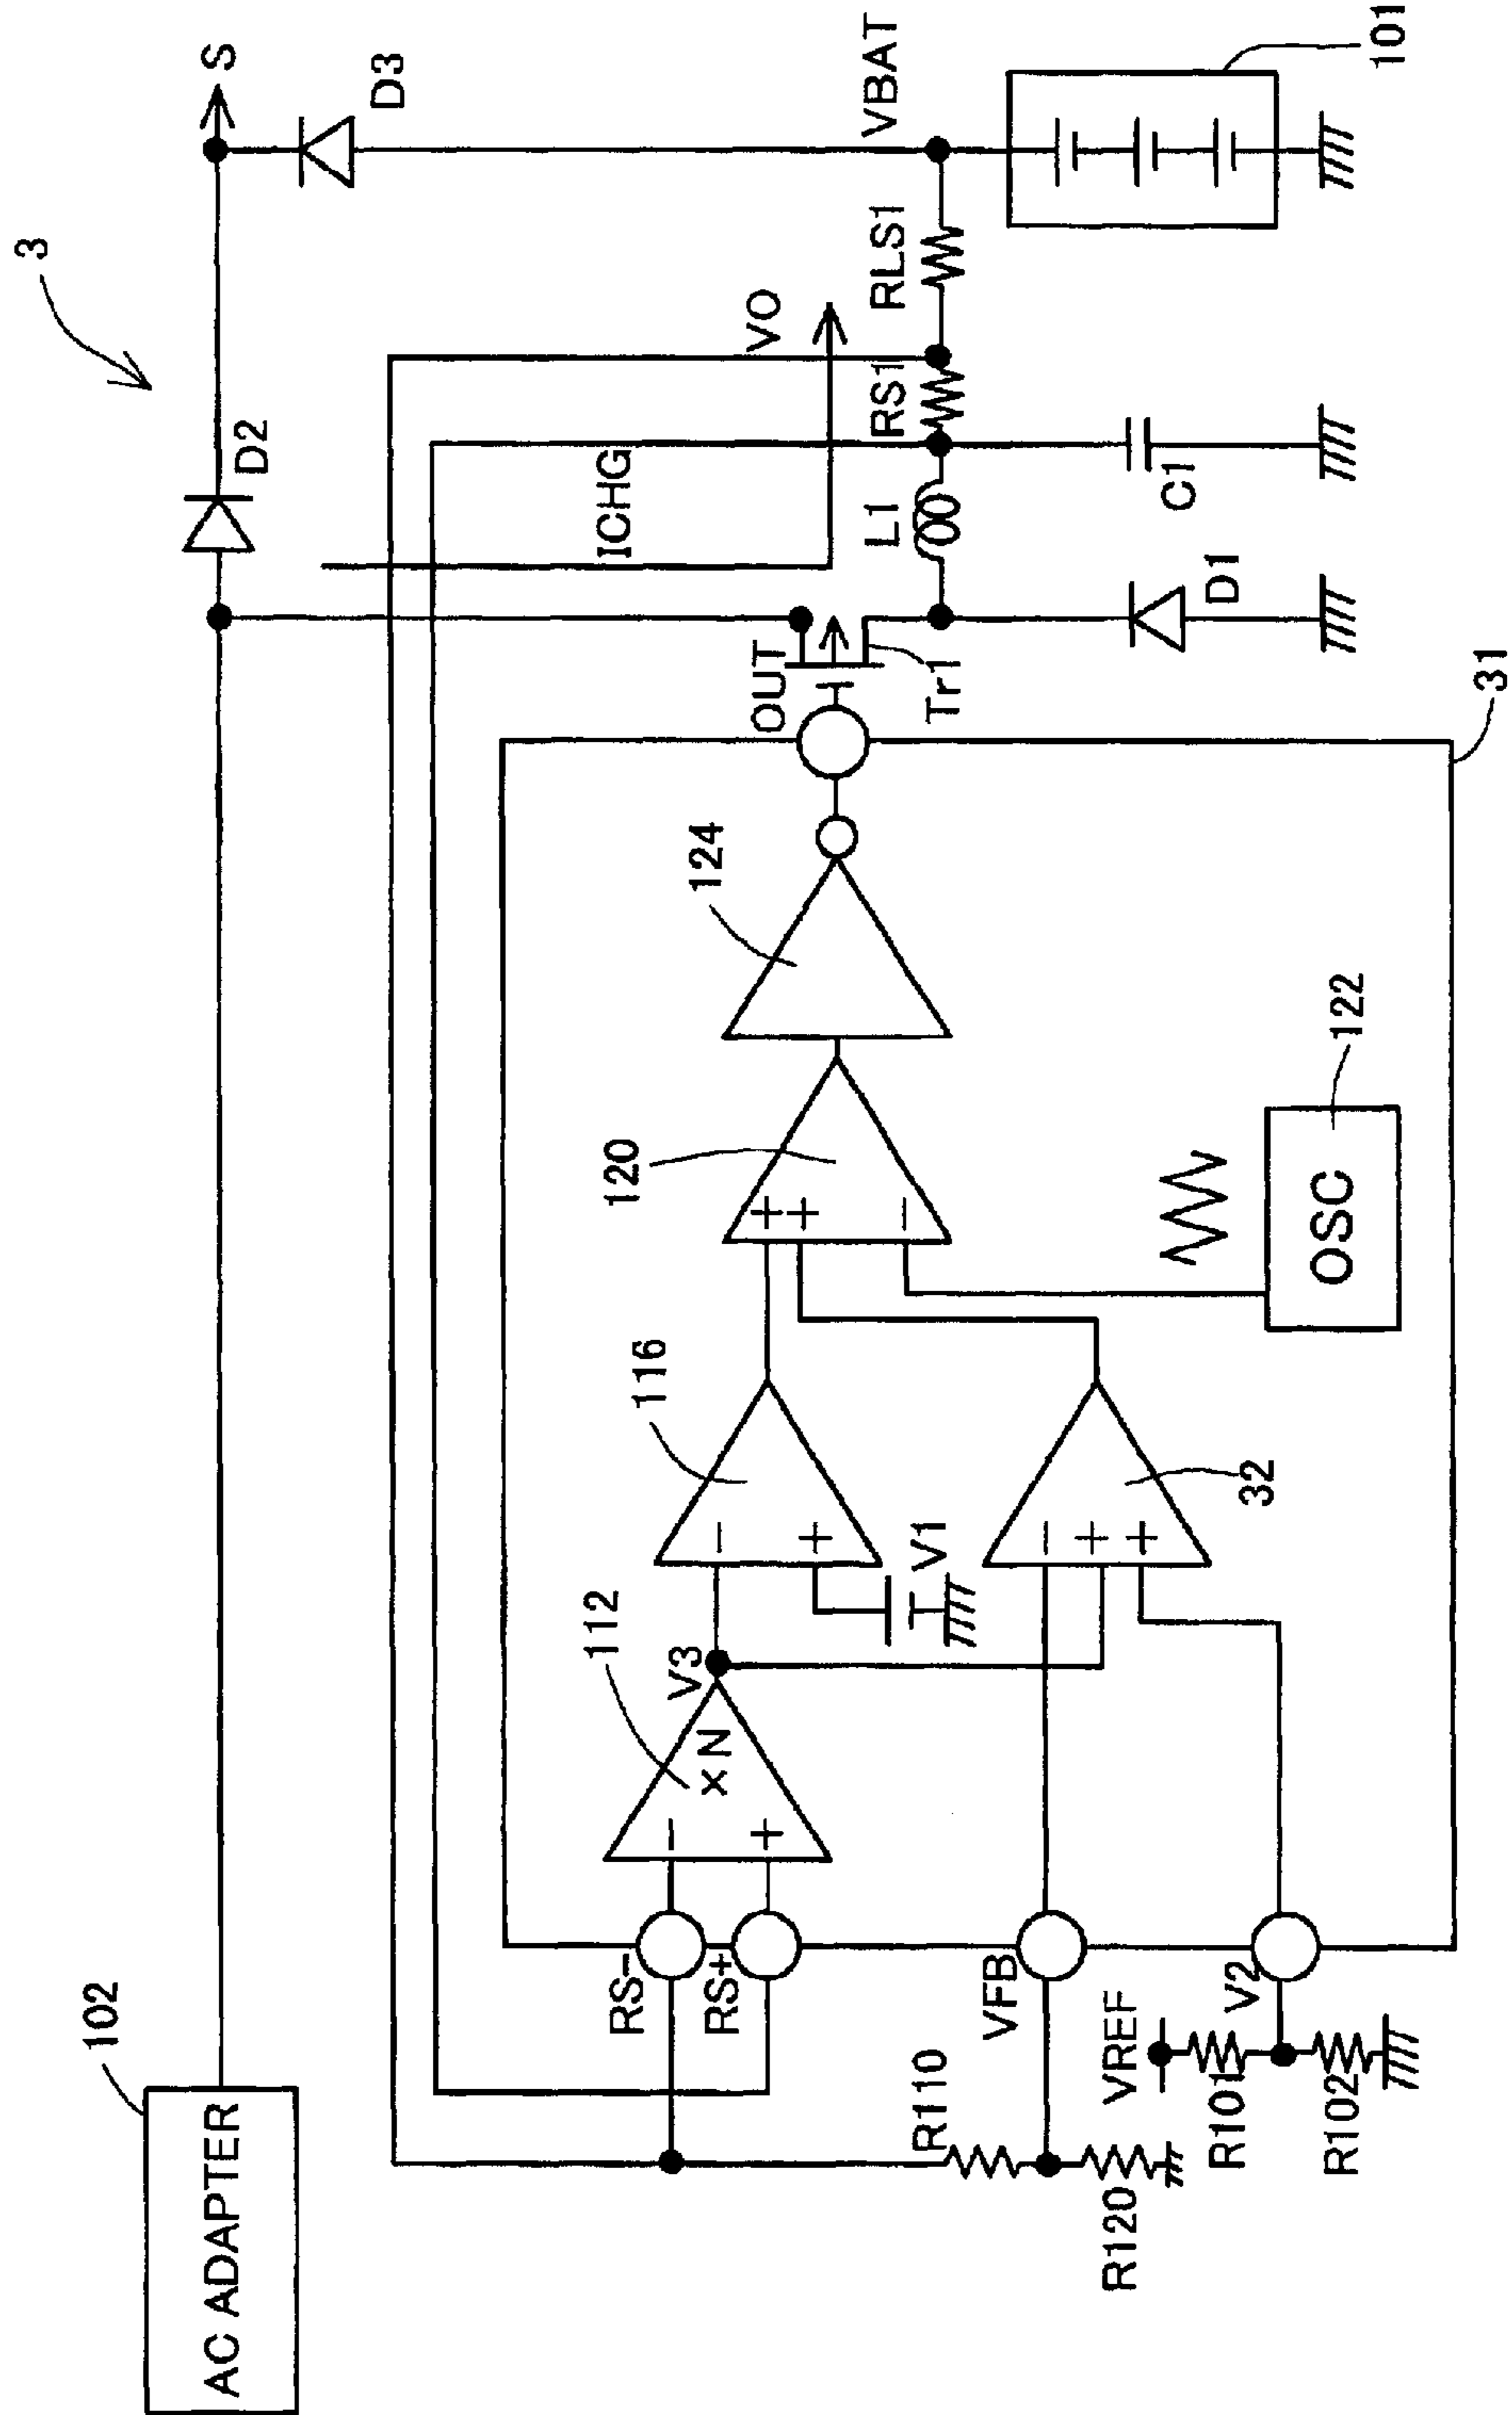 3
S
D2
D3
102
AC ADAPTER
ICHG
VO
VBAT
L1
RS1
RLS1
101
C1
D1
OUT
Tr1
31
124
120
116
112
×N
V3
V1
32
122
OSC
RS-
RS+
VFB
V2
R110
R120
VREF
R101
R102